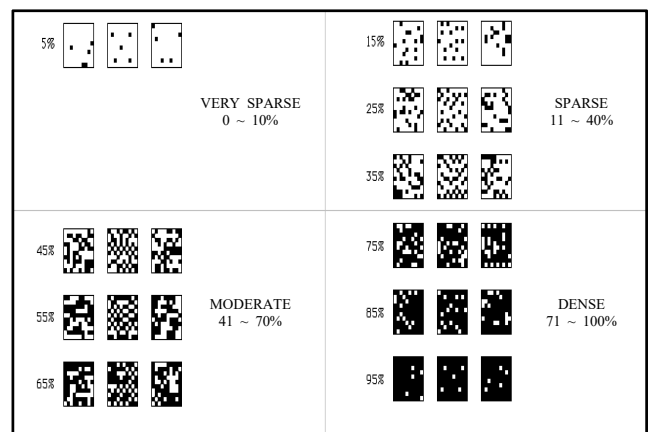 5%
VERY SPARSE
0 ~ 10%
15%
25%
SPARSE
11 ~ 40%
35%
45%
55%
MODERATE
41 ~ 70%
65%
75%
85%
DENSE
71 ~ 100%
95%